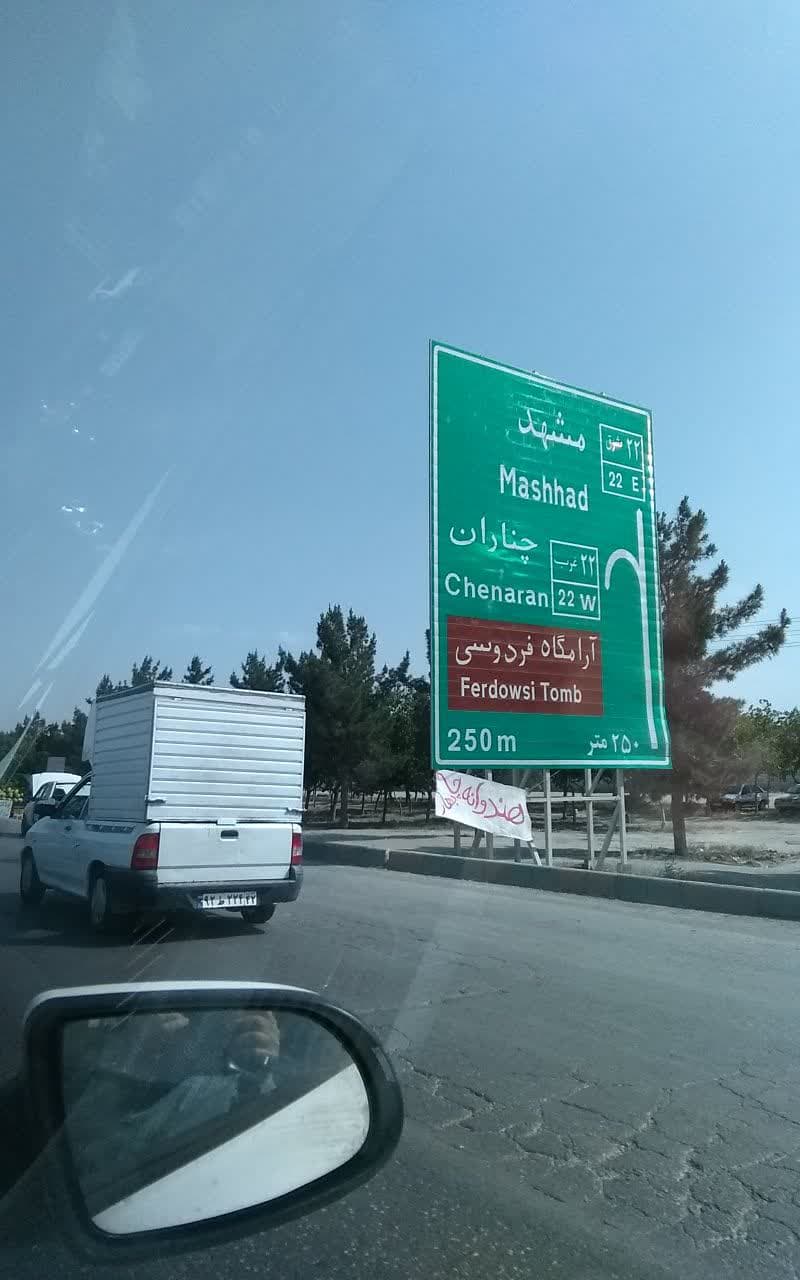 مشهد
۲۲ شرق
22 E
Mashhad
چناران
۲۲ غرب
22 W
Chenaran
آرامگاه فردوسی
Ferdowsi Tomb
250 m
۲۵۰ متر
هندوانه